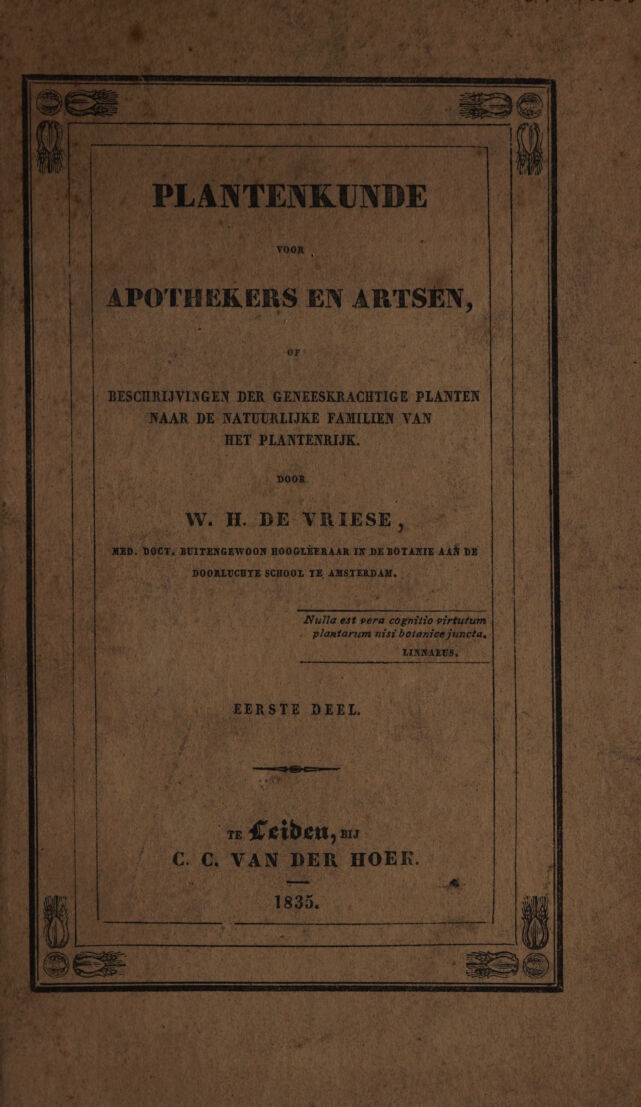 PLANTENKUNDE
VOOR
APOTHEKERS EN ARTSEN,
OF
BESCHRIJVINGEN DER GENEESKRACHTIGE PLANTEN
NAAR DE NATUURLIJKE FAMILIEN VAN
HET PLANTENRIJK.
DOOR
W. H. DE VRIESE,
MED. DOCT. BUITENGEWOON HOOGLEERAAR IN DE BOTANIE AAN DE
DOORLUCHTE SCHOOL TE AMSTERDAM.
Nulla est vera cognitio virtutum
plantarum nisi botanice juncta.
LINNAEUS.
EERSTE DEEL.
TE Leiden, BIJ
C. C. VAN DER HOEK.
1835.